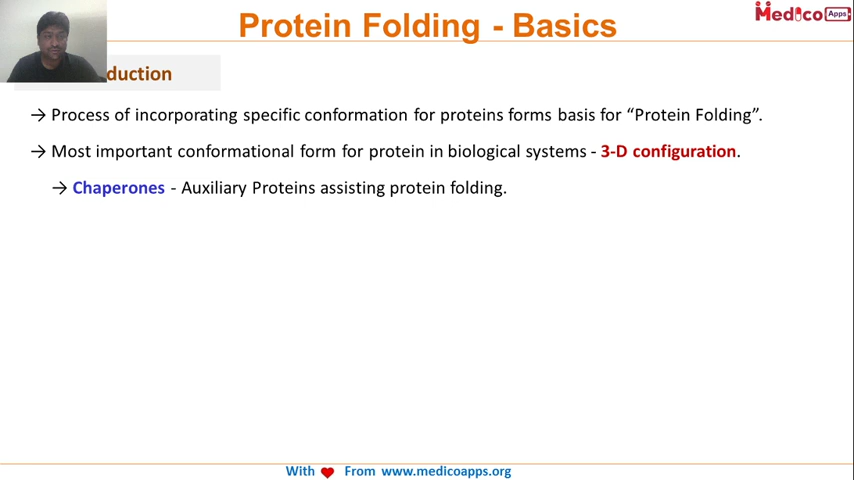 Protein Folding - Basics
Medico Apps
duction
→ Process of incorporating specific conformation for proteins forms basis for “Protein Folding”.
→ Most important conformational form for protein in biological systems - 3-D configuration.
→ Chaperones - Auxiliary Proteins assisting protein folding.
With ❤ From www.medicoapps.org